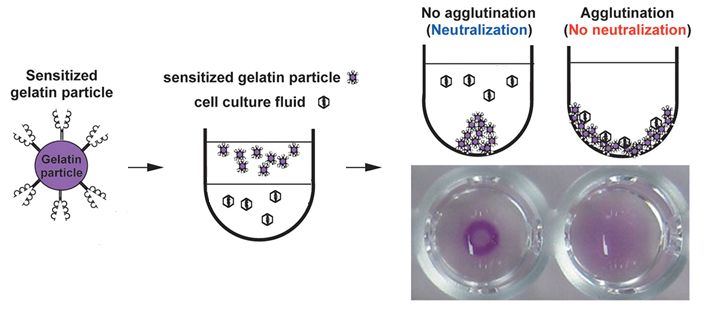 Sensitized
gelatin particle
Gelatin
particle
sensitized gelatin particle
cell culture fluid
No agglutination
(Neutralization)
Agglutination
(No neutralization)